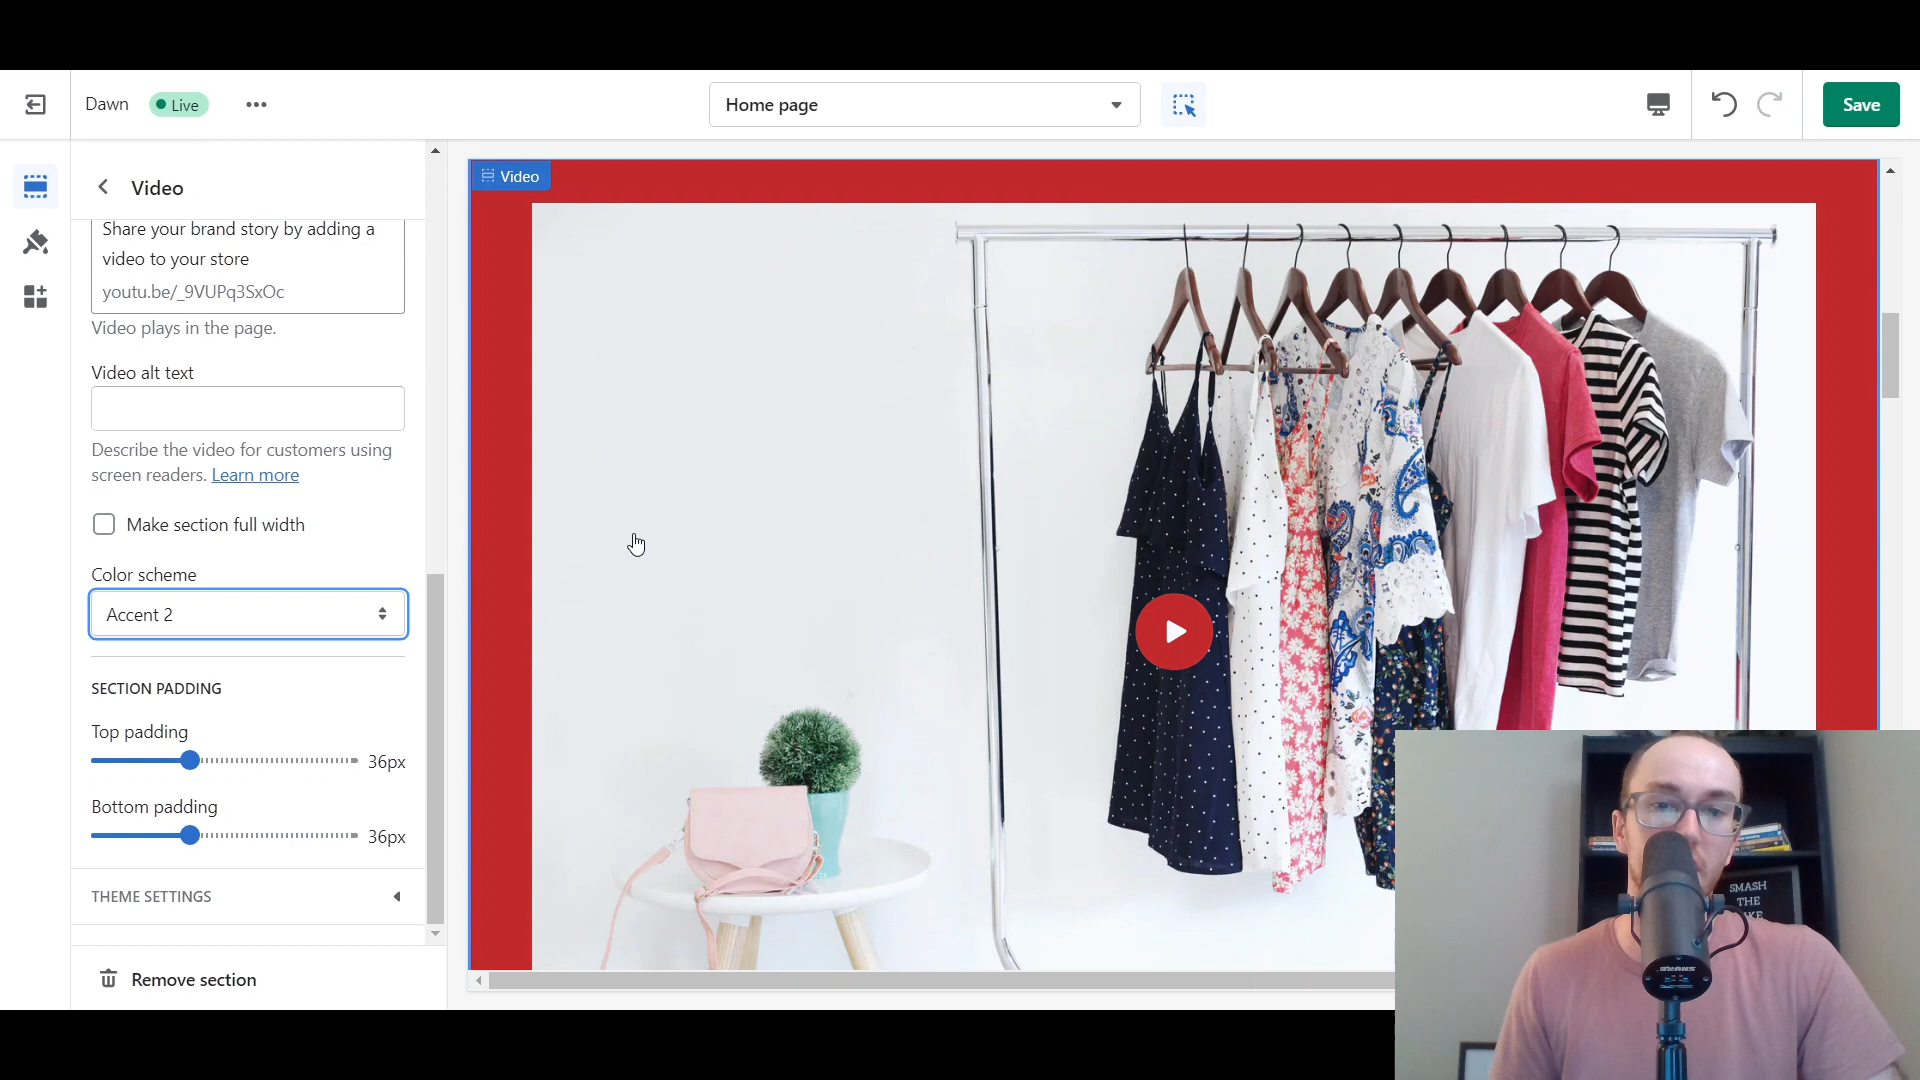 Dawn
Live
Home page
Save
Video
Video
Share your brand story by adding a
video to your store
youtu.be/_9VUPq3SxOc
Video plays in the page.
Video alt text
Describe the video for customers using
screen readers. Learn more
Make section full width
Color scheme
Accent 2
SECTION PADDING
Top padding
36px
Bottom padding
36px
THEME SETTINGS
Remove section
SMASH
THE